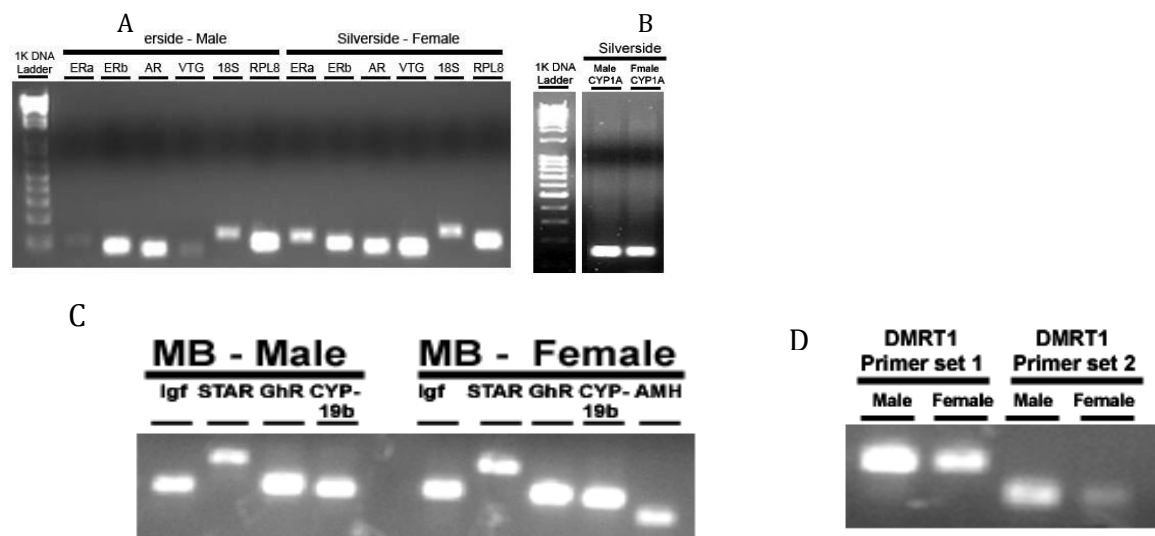 A
erside - Male Silverside - Female
1K DNA
Ladder ERa ERb AR VTG 18S RPL8 ERa ERb AR VTG 18S RPL8
B
Silverside
1K DNA
Ladder
Male Fmale
CYP1A CYP1A
C
MB - Male MB - Female
Igf STAR GhR CYP- Igf STAR GhR CYP- AMH
19b 19b
D
DMRT1 DMRT1
Primer set 1 Primer set 2
Male Female Male Female